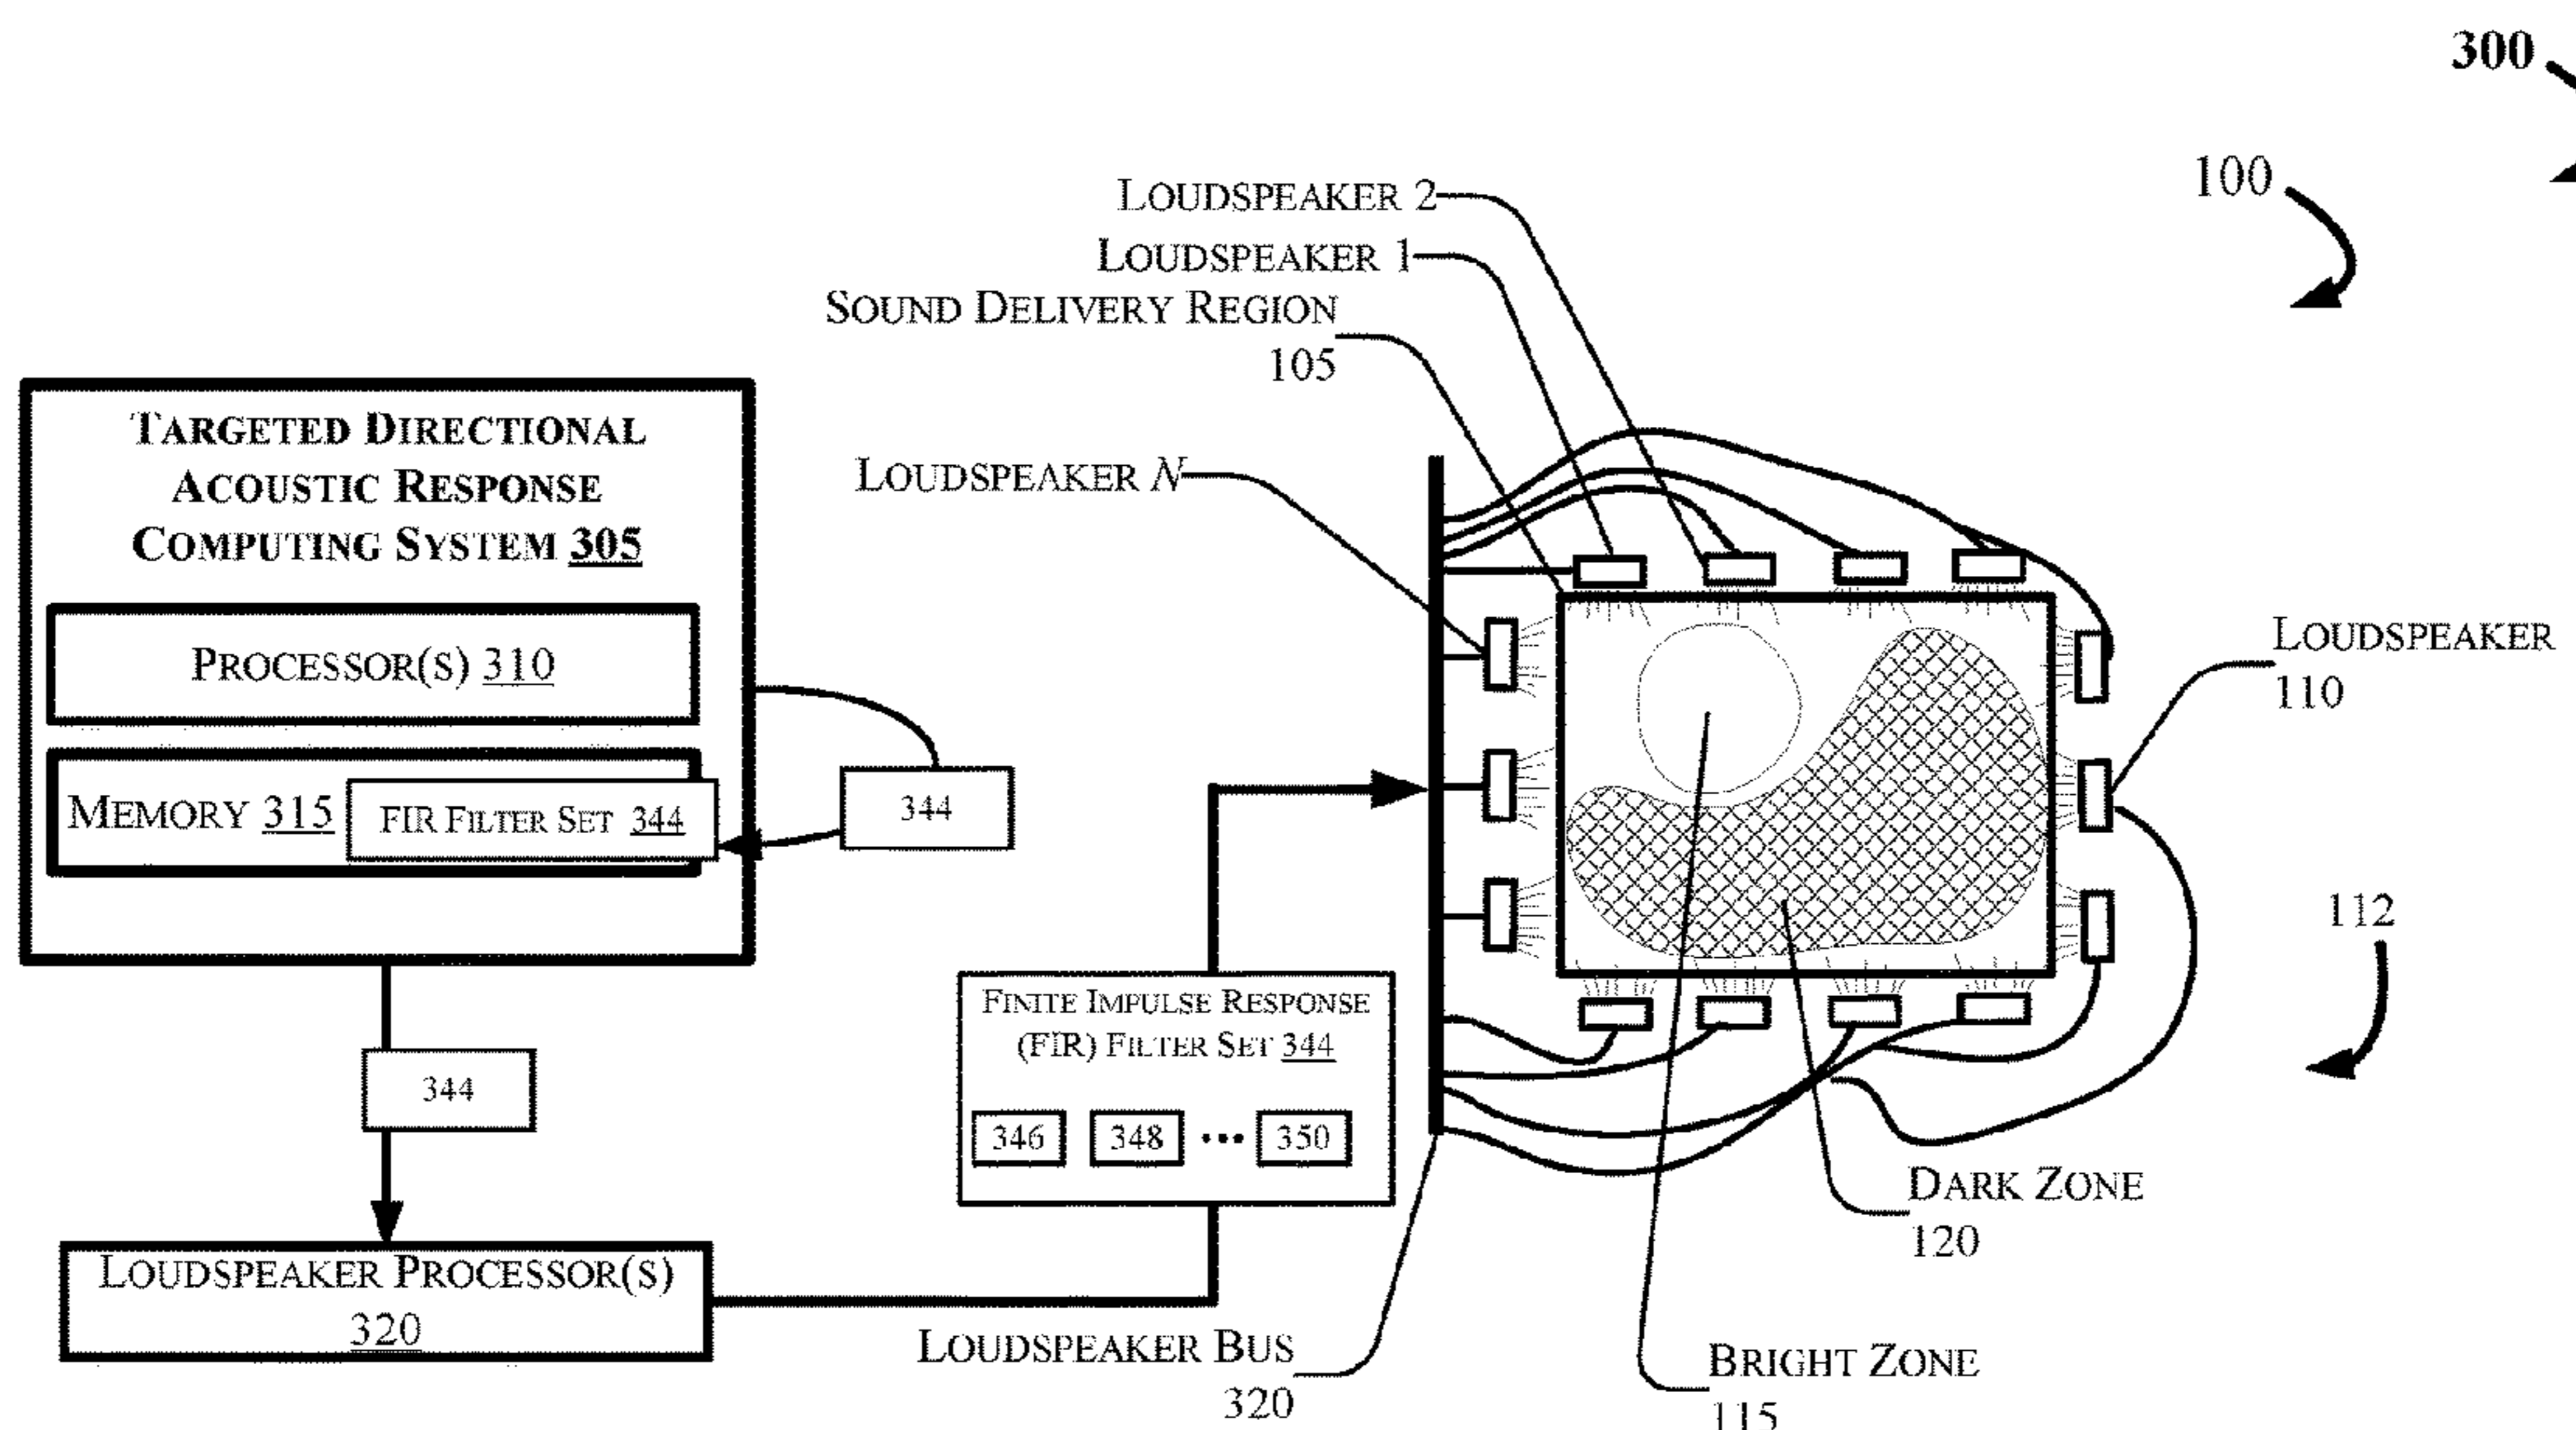 300
100
LOUDSPEAKER 2
LOUDSPEAKER 1
SOUND DELIVERY REGION
105
TARGETED DIRECTIONAL
ACOUSTIC RESPONSE
COMPUTING SYSTEM 305
LOUDSPEAKER N
PROCESSOR(S) 310
LOUDSPEAKER
110
MEMORY 315
FIR FILTER SET 344
344
112
FINITE IMPULSE RESPONSE
(FIR) FILTER SET 344
346 348 ••• 350
344
DARK ZONE
120
LOUDSPEAKER PROCESSOR(S)
320
LOUDSPEAKER BUS
320
BRIGHT ZONE
115